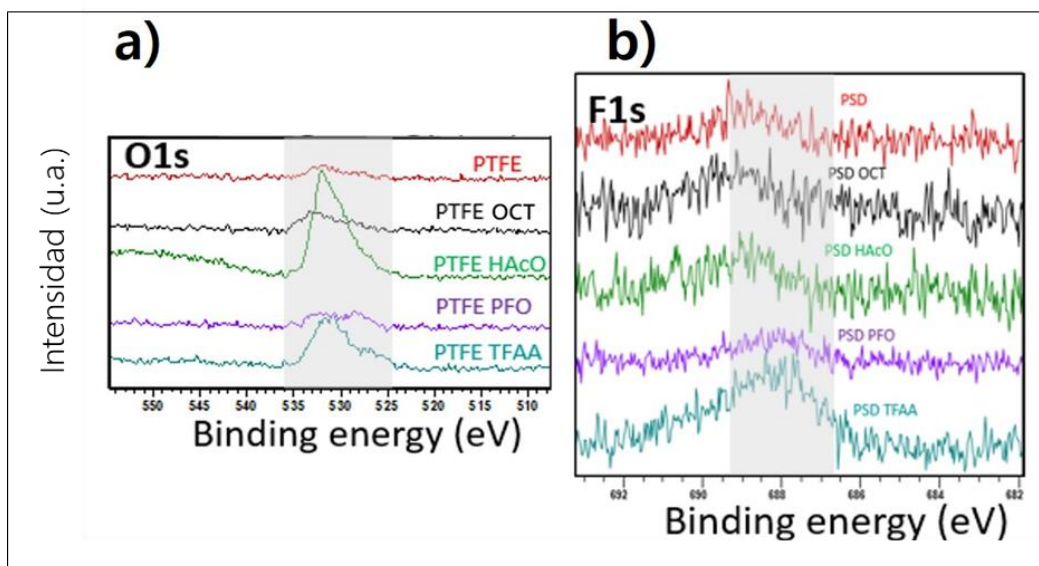 a)
b)
Intensidad (u.a.)
O1s
PTFE
PTFE OCT
PTFE HAcO
PTFE PFO
PTFE TFAA
550 545 540 535 530 525 520 515 510
Binding energy (eV)
F1s
PSD
PSD OCT
PSD HAcO
PSD PFO
PSD TFAA
692 690 688 686 684 682
Binding energy (eV)